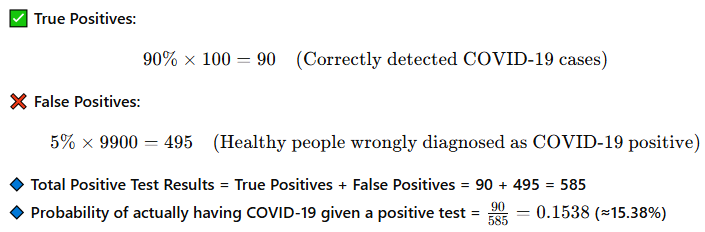 ✅ True Positives:
90% × 100 = 90 (Correctly detected COVID-19 cases)
❌ False Positives:
5% × 9900 = 495 (Healthy people wrongly diagnosed as COVID-19 positive)
🔹 Total Positive Test Results = True Positives + False Positives = 90 + 495 = 585
🔹 Probability of actually having COVID-19 given a positive test = 90/585 = 0.1538 (≈15.38%)